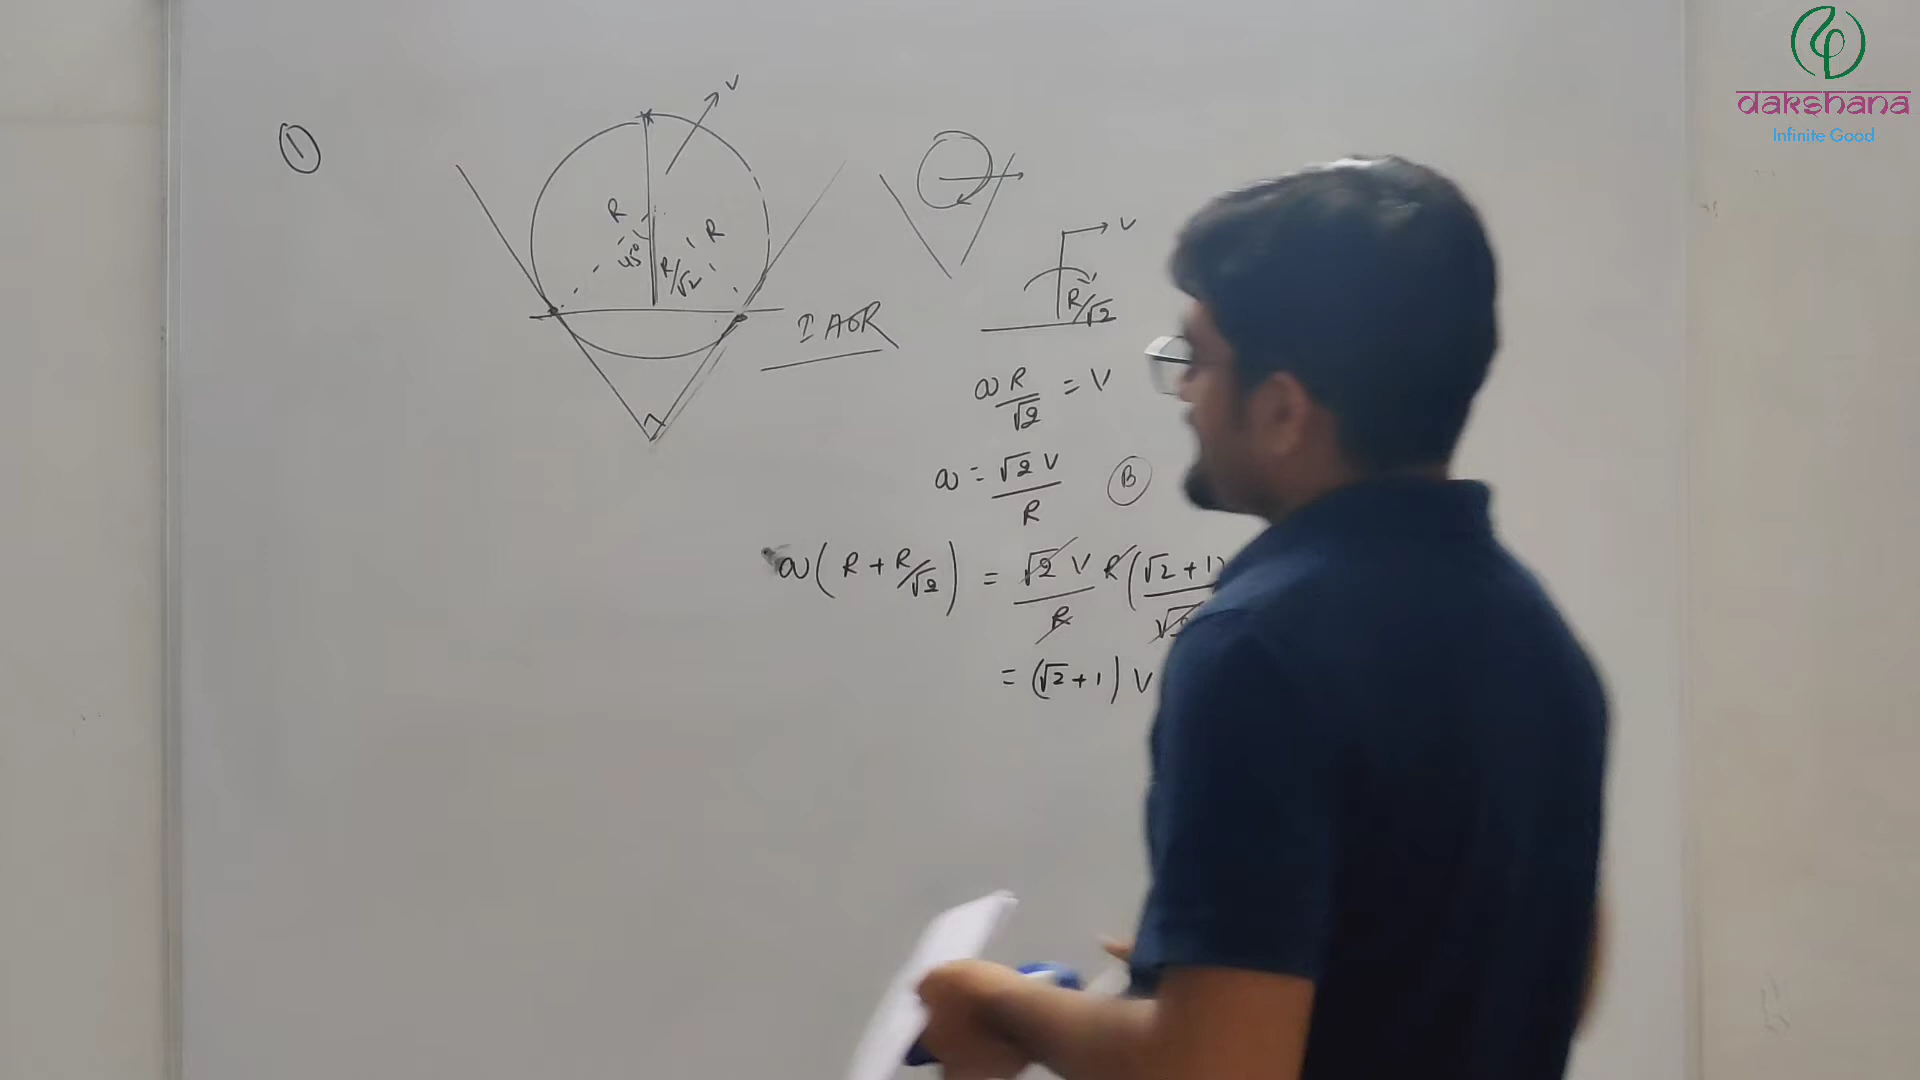 dakshana
Infinite Good
①
V
R
R
45°
R/√2
I AOR
V
R/√2
ω R/√2 = V
ω = √2 V / R
Ⓑ
ω ( R + R/√2 ) = √2 V / R R ( √2 + 1
= ( √2 + 1 ) V